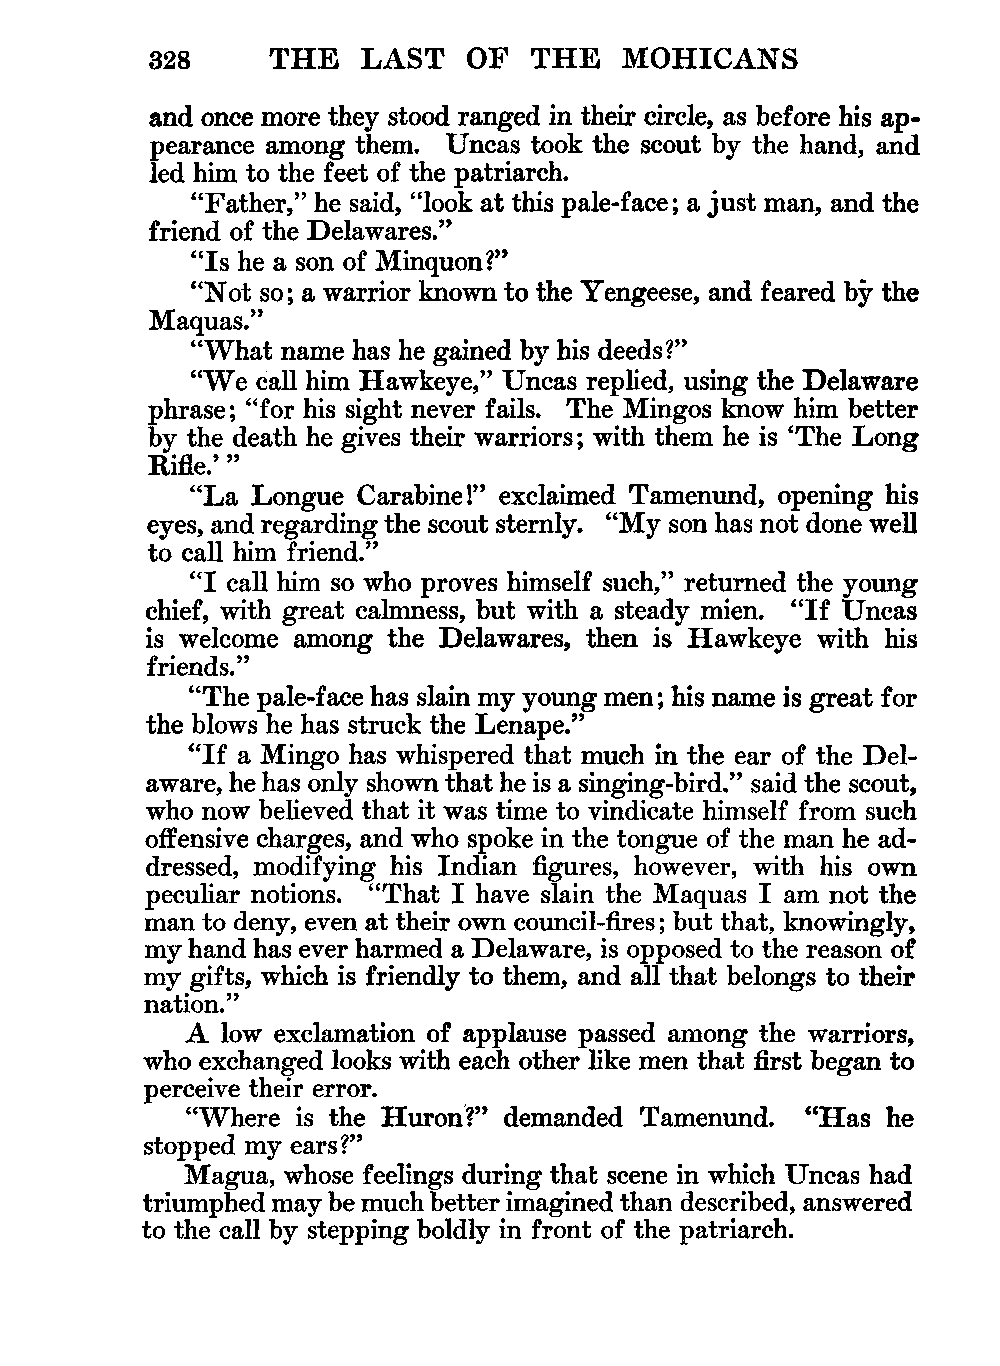 328 THE LAST OF THE MOHICANS
and once more they stood ranged in their circle, as before his ap-
pearance among them. Uncas took the scout by the hand, and
led him to the feet of the patriarch.
“Father,” he said, “look at this pale-face; a just man, and the
friend of the Delawares.”
“Is he a son of Minquon?”
“Not so; a warrior known to the Yengeese, and feared by the
Maquas.”
“What name has he gained by his deeds?”
“We call him Hawkeye,” Uncas replied, using the Delaware
phrase; “for his sight never fails. The Mingos know him better
by the death he gives their warriors; with them he is ‘The Long
Rifle.’ ”
“La Longue Carabine!” exclaimed Tamenund, opening his
eyes, and regarding the scout sternly. “My son has not done well
to call him friend.”
“I call him so who proves himself such,” returned the young
chief, with great calmness, but with a steady mien. “If Uncas
is welcome among the Delawares, then is Hawkeye with his
friends.”
“The pale-face has slain my young men; his name is great for
the blows he has struck the Lenape.”
“If a Mingo has whispered that much in the ear of the Del-
aware, he has only shown that he is a singing-bird.” said the scout,
who now believed that it was time to vindicate himself from such
offensive charges, and who spoke in the tongue of the man he ad-
dressed, modifying his Indian figures, however, with his own
peculiar notions. “That I have slain the Maquas I am not the
man to deny, even at their own council-fires; but that, knowingly,
my hand has ever harmed a Delaware, is opposed to the reason of
my gifts, which is friendly to them, and all that belongs to their
nation.”
A low exclamation of applause passed among the warriors,
who exchanged looks with each other like men that first began to
perceive their error.
“Where is the Huron?” demanded Tamenund. “Has he
stopped my ears?”
Magua, whose feelings during that scene in which Uncas had
triumphed may be much better imagined than described, answered
to the call by stepping boldly in front of the patriarch.